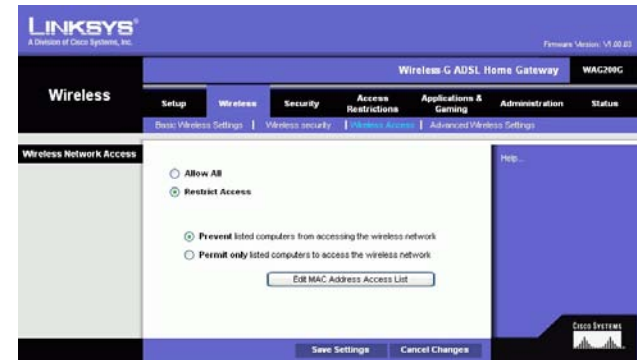 LINKSYS®
A Division of Cisco Systems, Inc.
Firmware Version: V1.00.03
Wireless-G ADSL Home Gateway WAG200G
Wireless
Setup Wireless Security Access Restrictions Applications & Gaming Administration Status
Basic Wireless Settings | Wireless security | Wireless Access | Advanced Wireless Settings
Wireless Network Access
Help...
Allow All
Restrict Access
Prevent listed computers from accessing the wireless network
Permit only listed computers to access the wireless network
Edit MAC Address Access List
CISCO SYSTEMS
Save Settings Cancel Changes